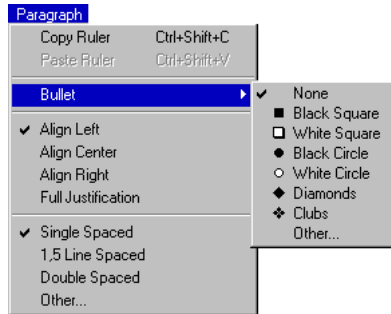 Paragraph
Copy Ruler Ctrl+Shift+C
Paste Ruler Ctrl+Shift+V
Bullet
Align Left
Align Center
Align Right
Full Justification
Single Spaced
1,5 Line Spaced
Double Spaced
Other...
None
Black Square
White Square
Black Circle
White Circle
Diamonds
Clubs
Other...